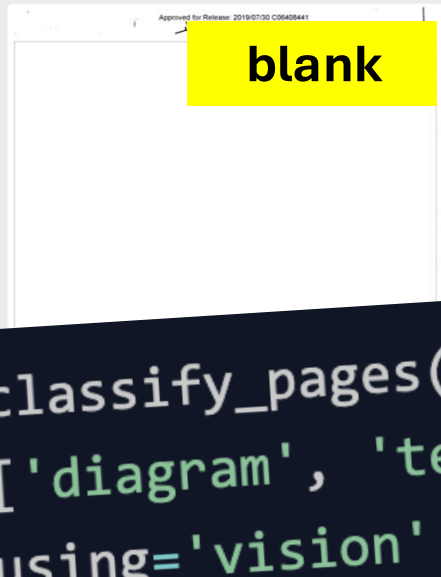 Approved for Release: 2019/07/30 C06408441
blank
classify_pages(
['diagram', 'te
using='vision'